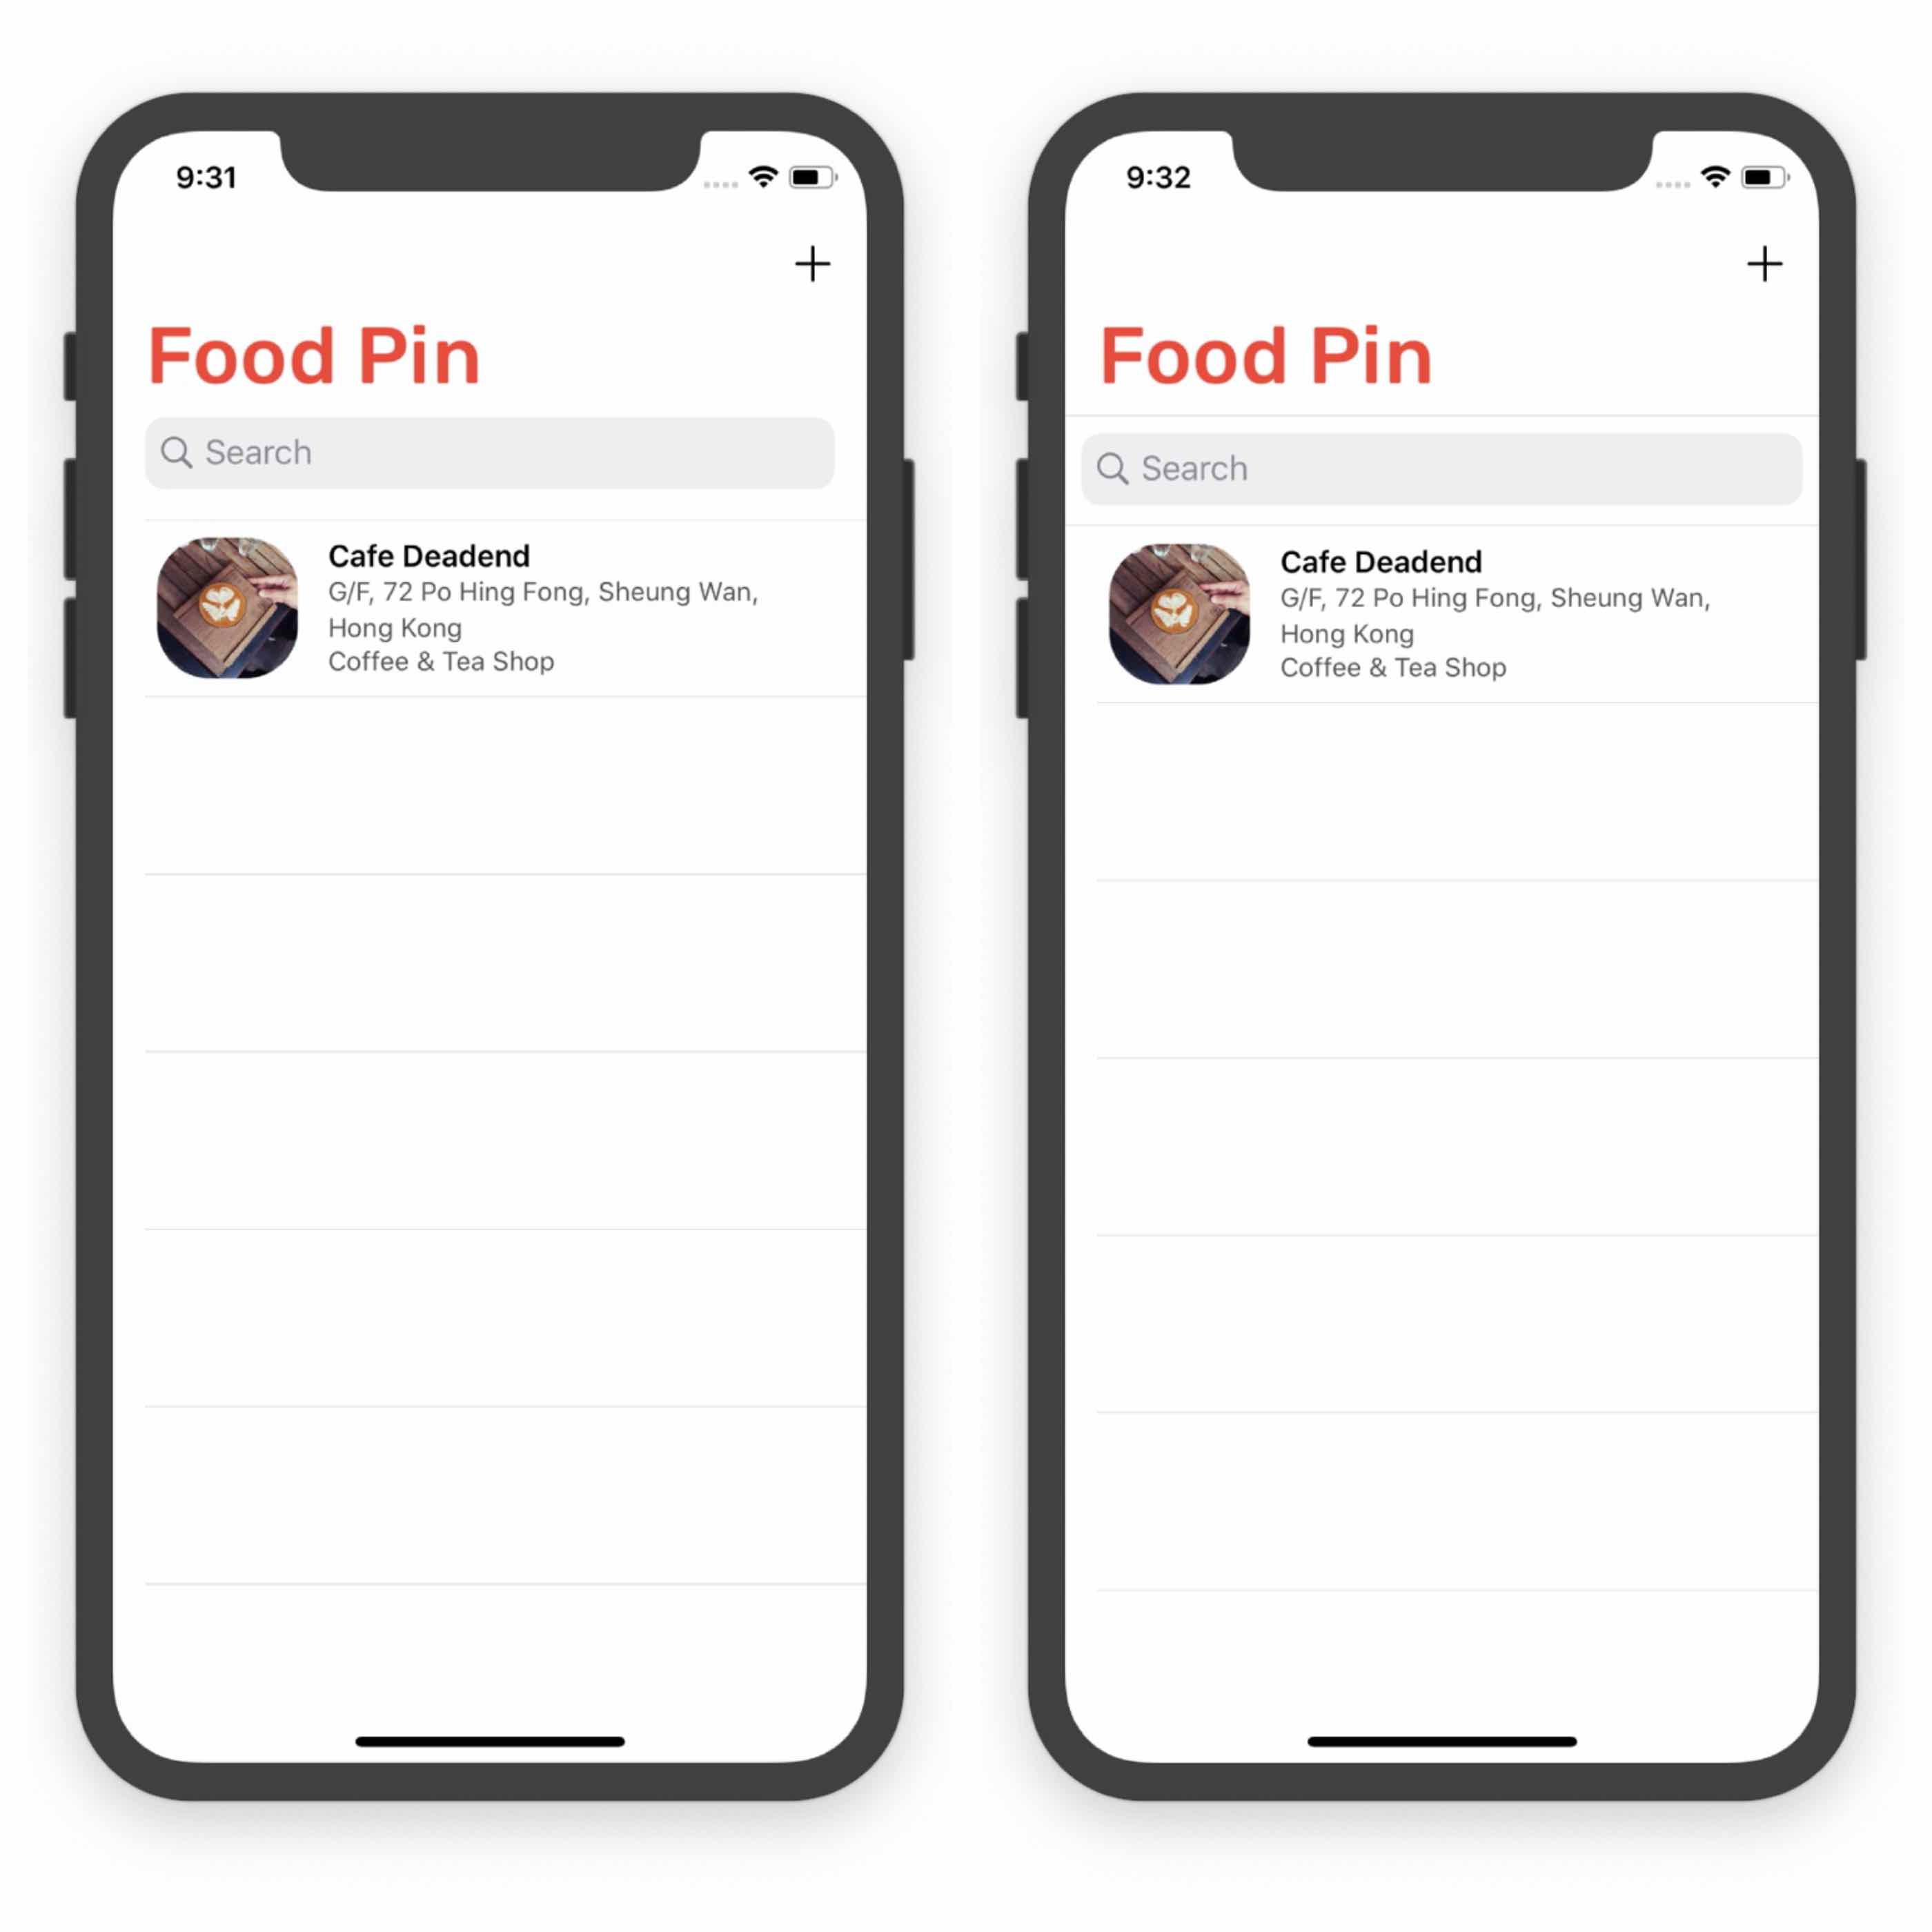 9:31
Food Pin
Search
Cafe Deadend
G/F, 72 Po Hing Fong, Sheung Wan,
Hong Kong
Coffee & Tea Shop
9:32
Food Pin
Search
Cafe Deadend
G/F, 72 Po Hing Fong, Sheung Wan,
Hong Kong
Coffee & Tea Shop